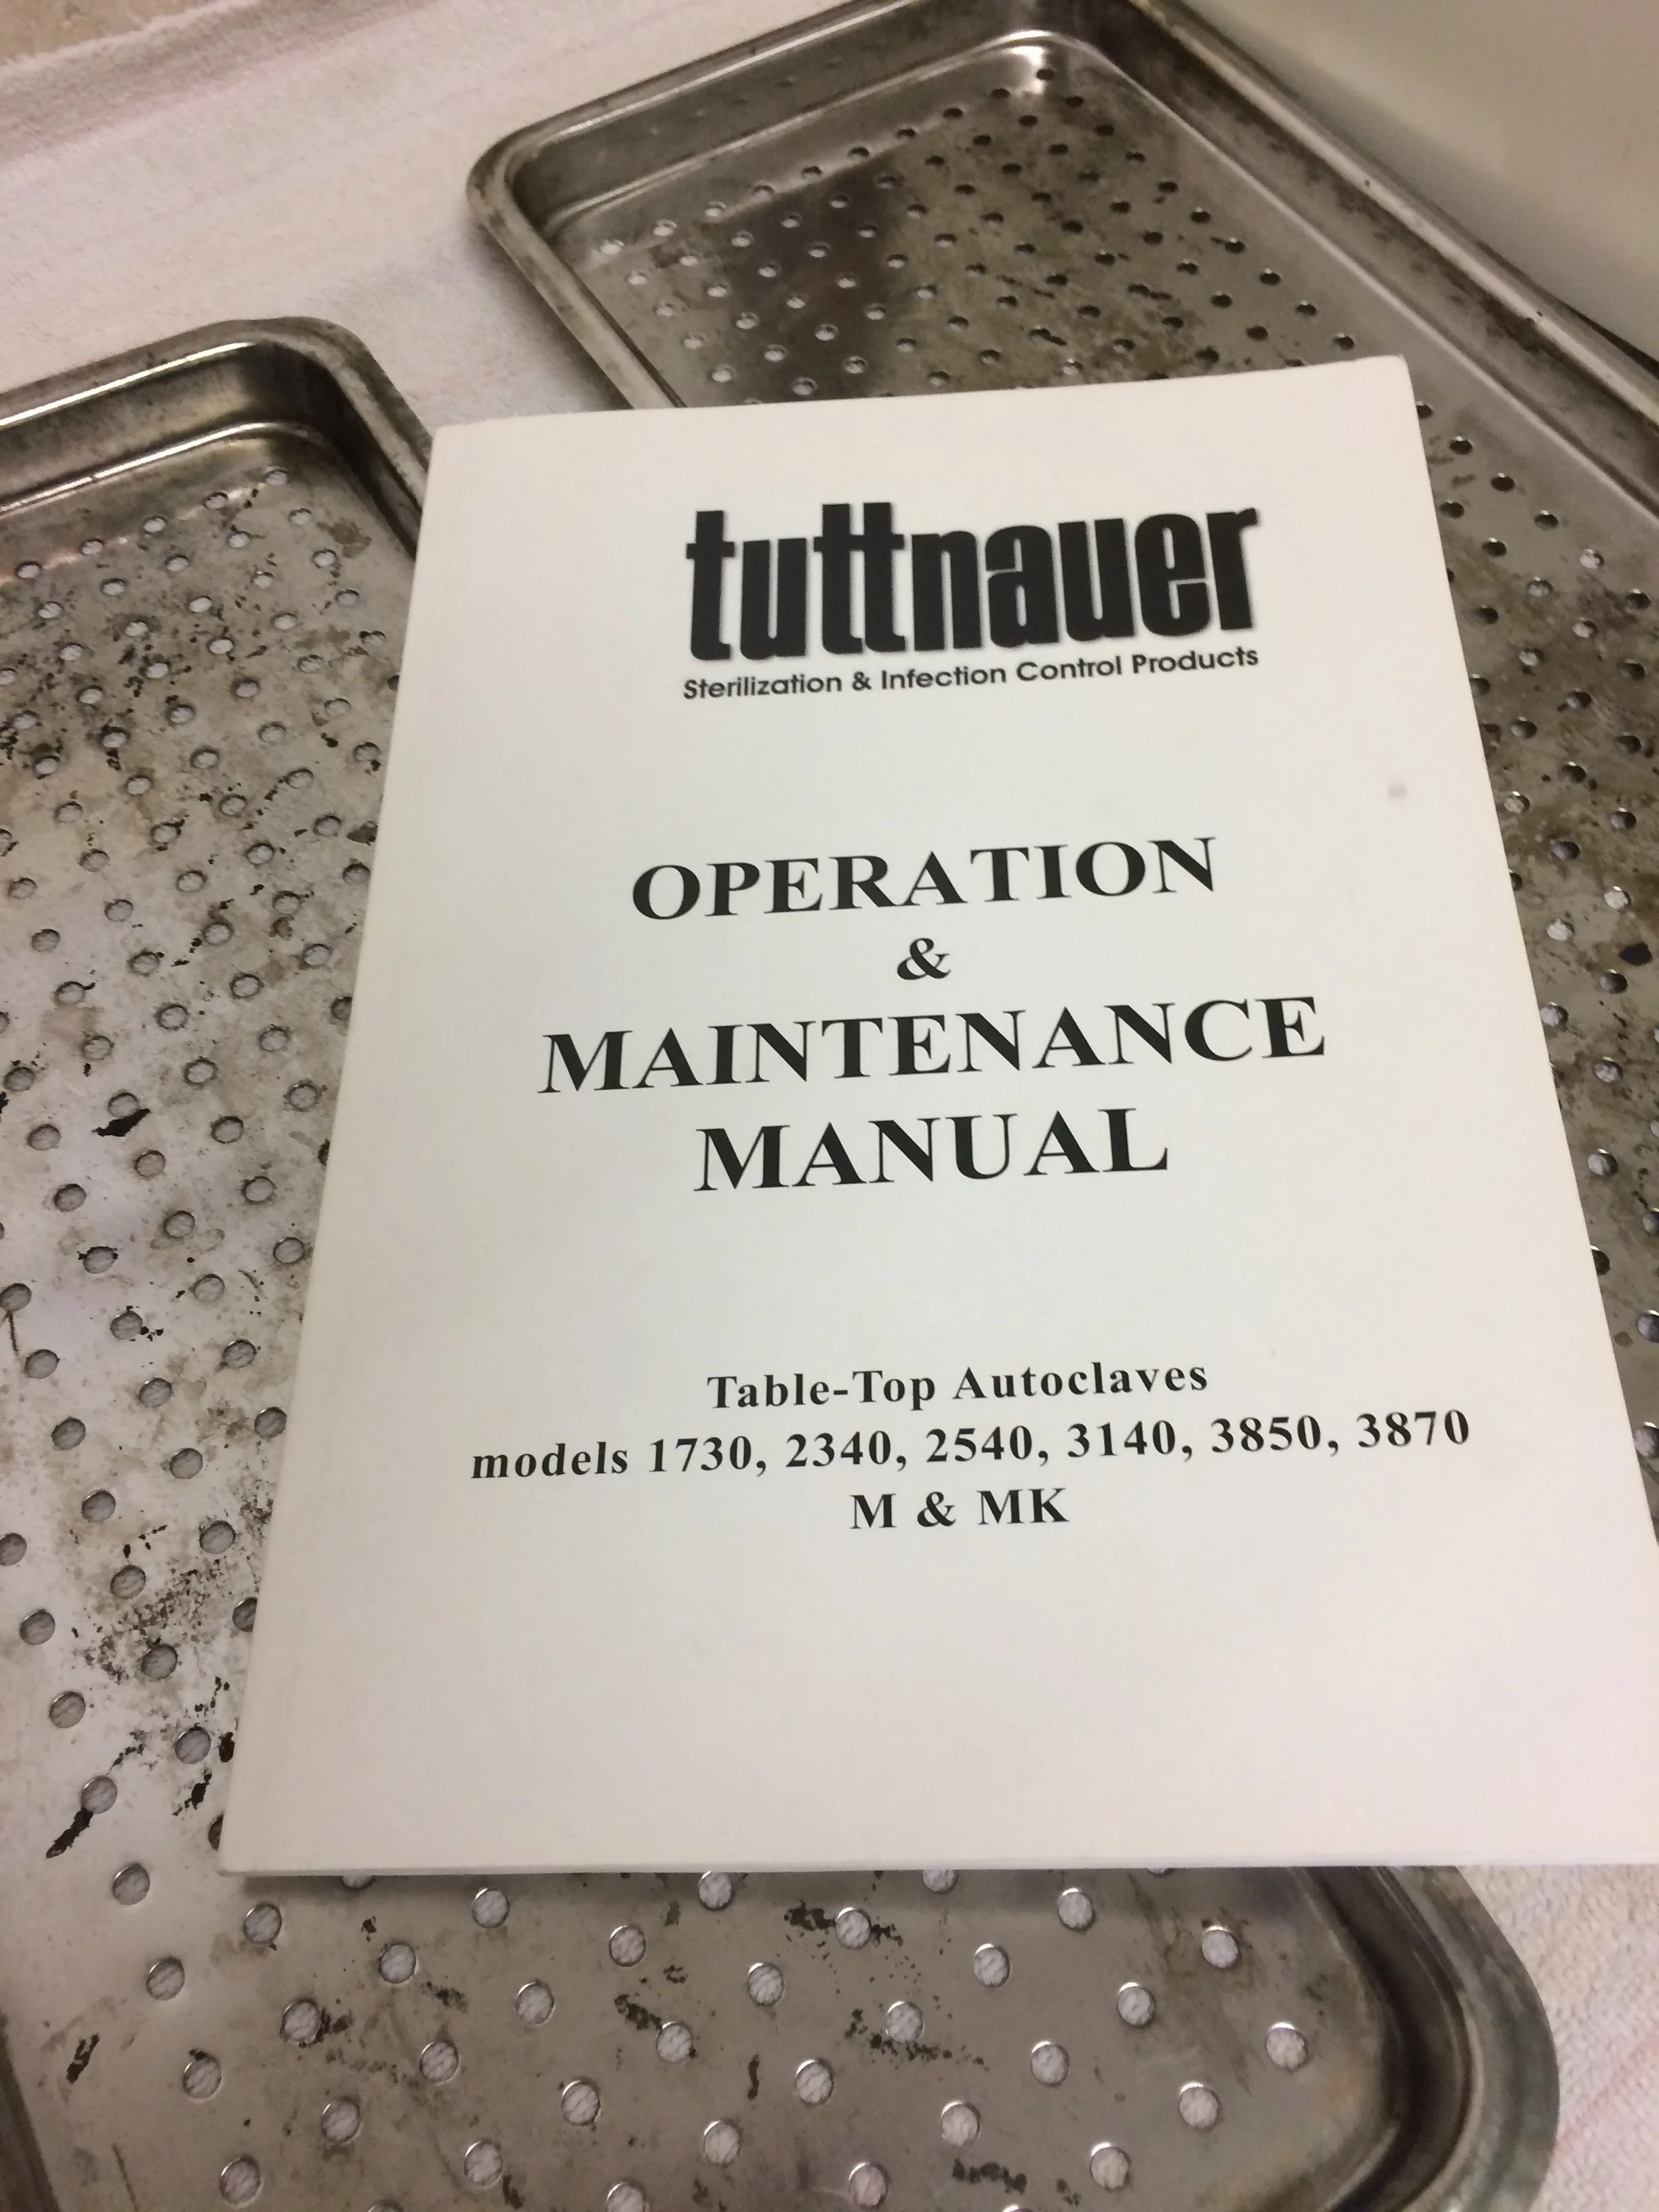 tuttnauer
Sterilization & Infection Control Products
OPERATION
&
MAINTENANCE
MANUAL
Table-Top Autoclaves
models 1730, 2340, 2540, 3140, 3850, 3870
M & MK